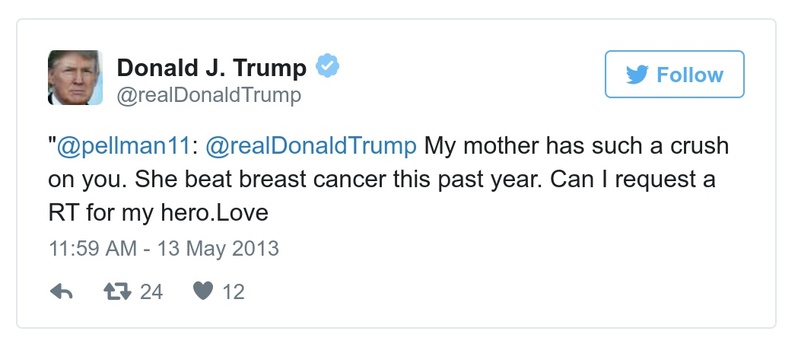 Donald J. Trump
@realDonaldTrump
Follow
"@pellman11: @realDonaldTrump My mother has such a crush
on you. She beat breast cancer this past year. Can I request a
RT for my hero.Love
11:59 AM - 13 May 2013
24 12